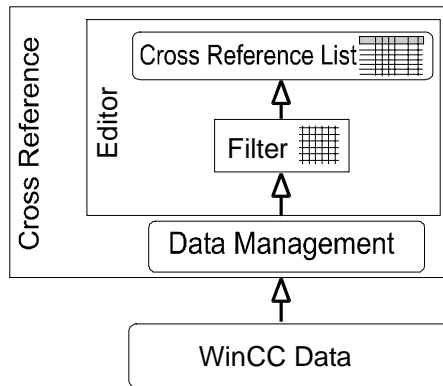 Cross Reference
Editor
Cross Reference List
Filter
Data Management
WinCC Data